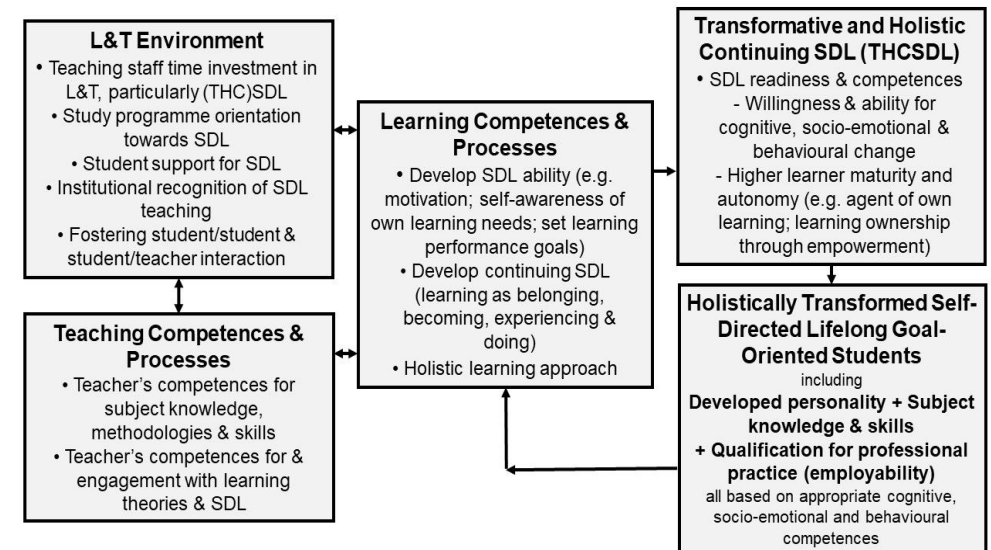 L&T Environment
• Teaching staff time investment in
L&T, particularly (THC)SDL
• Study programme orientation
towards SDL
• Student support for SDL
• Institutional recognition of SDL
teaching
• Fostering student/student &
student/teacher interaction
Teaching Competences &
Processes
• Teacher's competences for
subject knowledge,
methodologies & skills
• Teacher's competences for &
engagement with learning
theories & SDL
Learning Competences &
Processes
• Develop SDL ability (e.g.
motivation; self-awareness of
own learning needs; set learning
performance goals)
• Develop continuing SDL
(learning as belonging,
becoming, experiencing &
doing)
• Holistic learning approach
Transformative and Holistic
Continuing SDL (THCSDL)
• SDL readiness & competences
- Willingness & ability for
cognitive, socio-emotional &
behavioural change
- Higher learner maturity and
autonomy (e.g. agent of own
learning; learning ownership
through empowerment)
Holistically Transformed Self-
Directed Lifelong Goal-
Oriented Students
including
Developed personality + Subject
knowledge & skills
+ Qualification for professional
practice (employability)
all based on appropriate cognitive,
socio-emotional and behavioural
competences